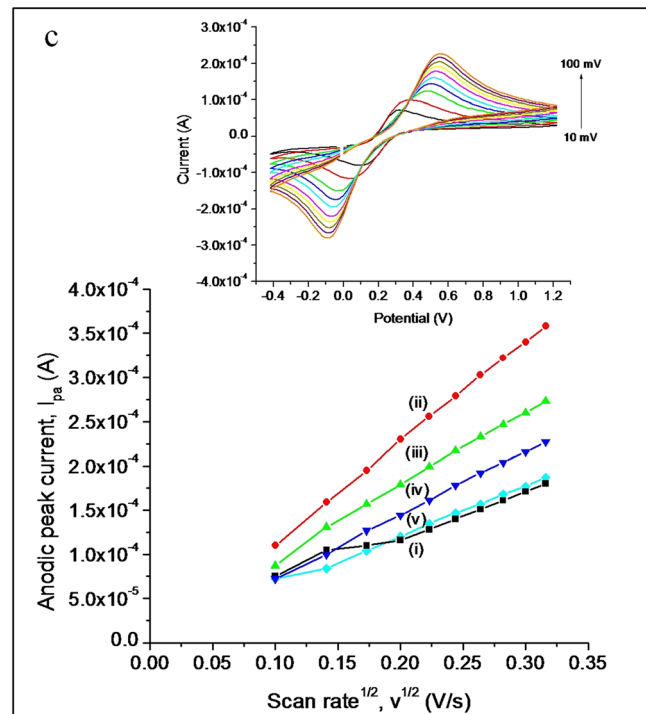 c
3.0x10⁻⁴
2.0x10⁻⁴
1.0x10⁻⁴
0.0
-1.0x10⁻⁴
-2.0x10⁻⁴
-3.0x10⁻⁴
-4.0x10⁻⁴
Current (A)
100 mV
10 mV
-0.4 -0.2 0.0 0.2 0.4 0.6 0.8 1.0 1.2
Potential (V)
4.0x10⁻⁴
3.5x10⁻⁴
3.0x10⁻⁴
2.5x10⁻⁴
2.0x10⁻⁴
1.5x10⁻⁴
1.0x10⁻⁴
5.0x10⁻⁵
0.0
Anodic peak current, Iₚₐ (A)
(ii)
(iii)
(iv)
(v)
(i)
0.00 0.05 0.10 0.15 0.20 0.25 0.30 0.35
Scan rate¹ᐟ², v¹ᐟ² (V/s)